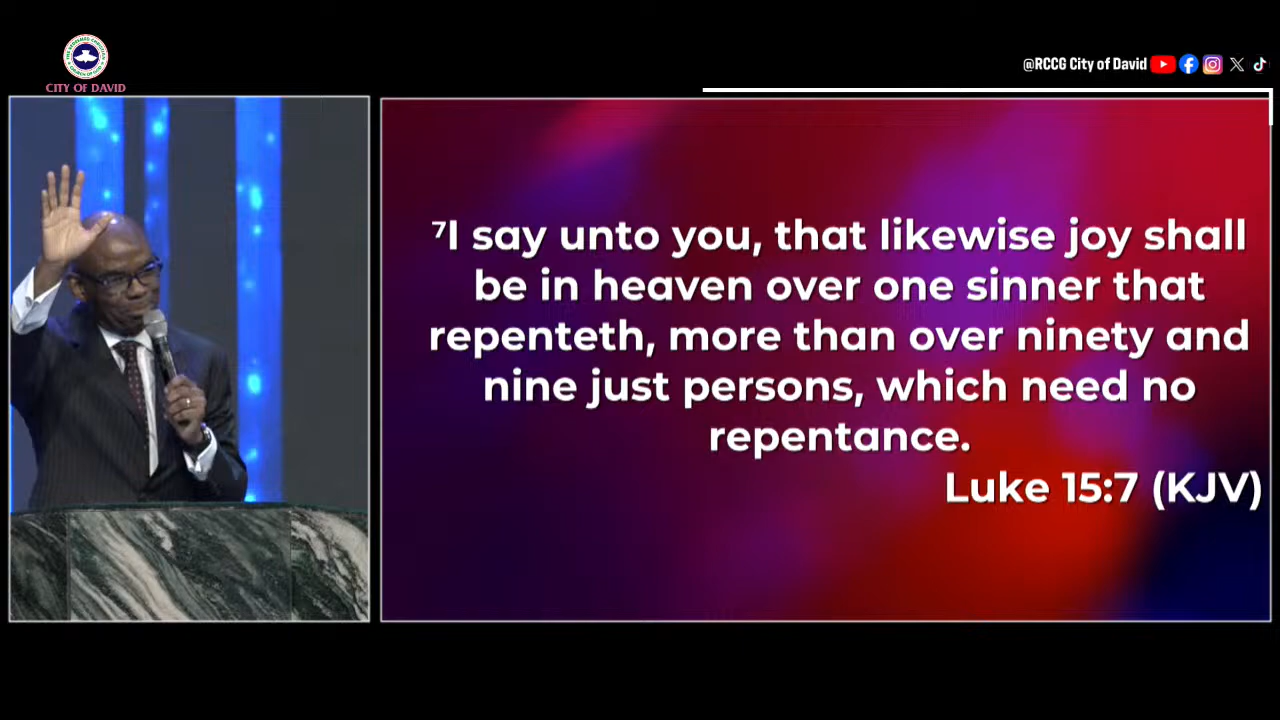 CITY OF DAVID
@RCCG City of David
⁷I say unto you, that likewise joy shall
be in heaven over one sinner that
repenteth, more than over ninety and
nine just persons, which need no
repentance.
Luke 15:7 (KJV)